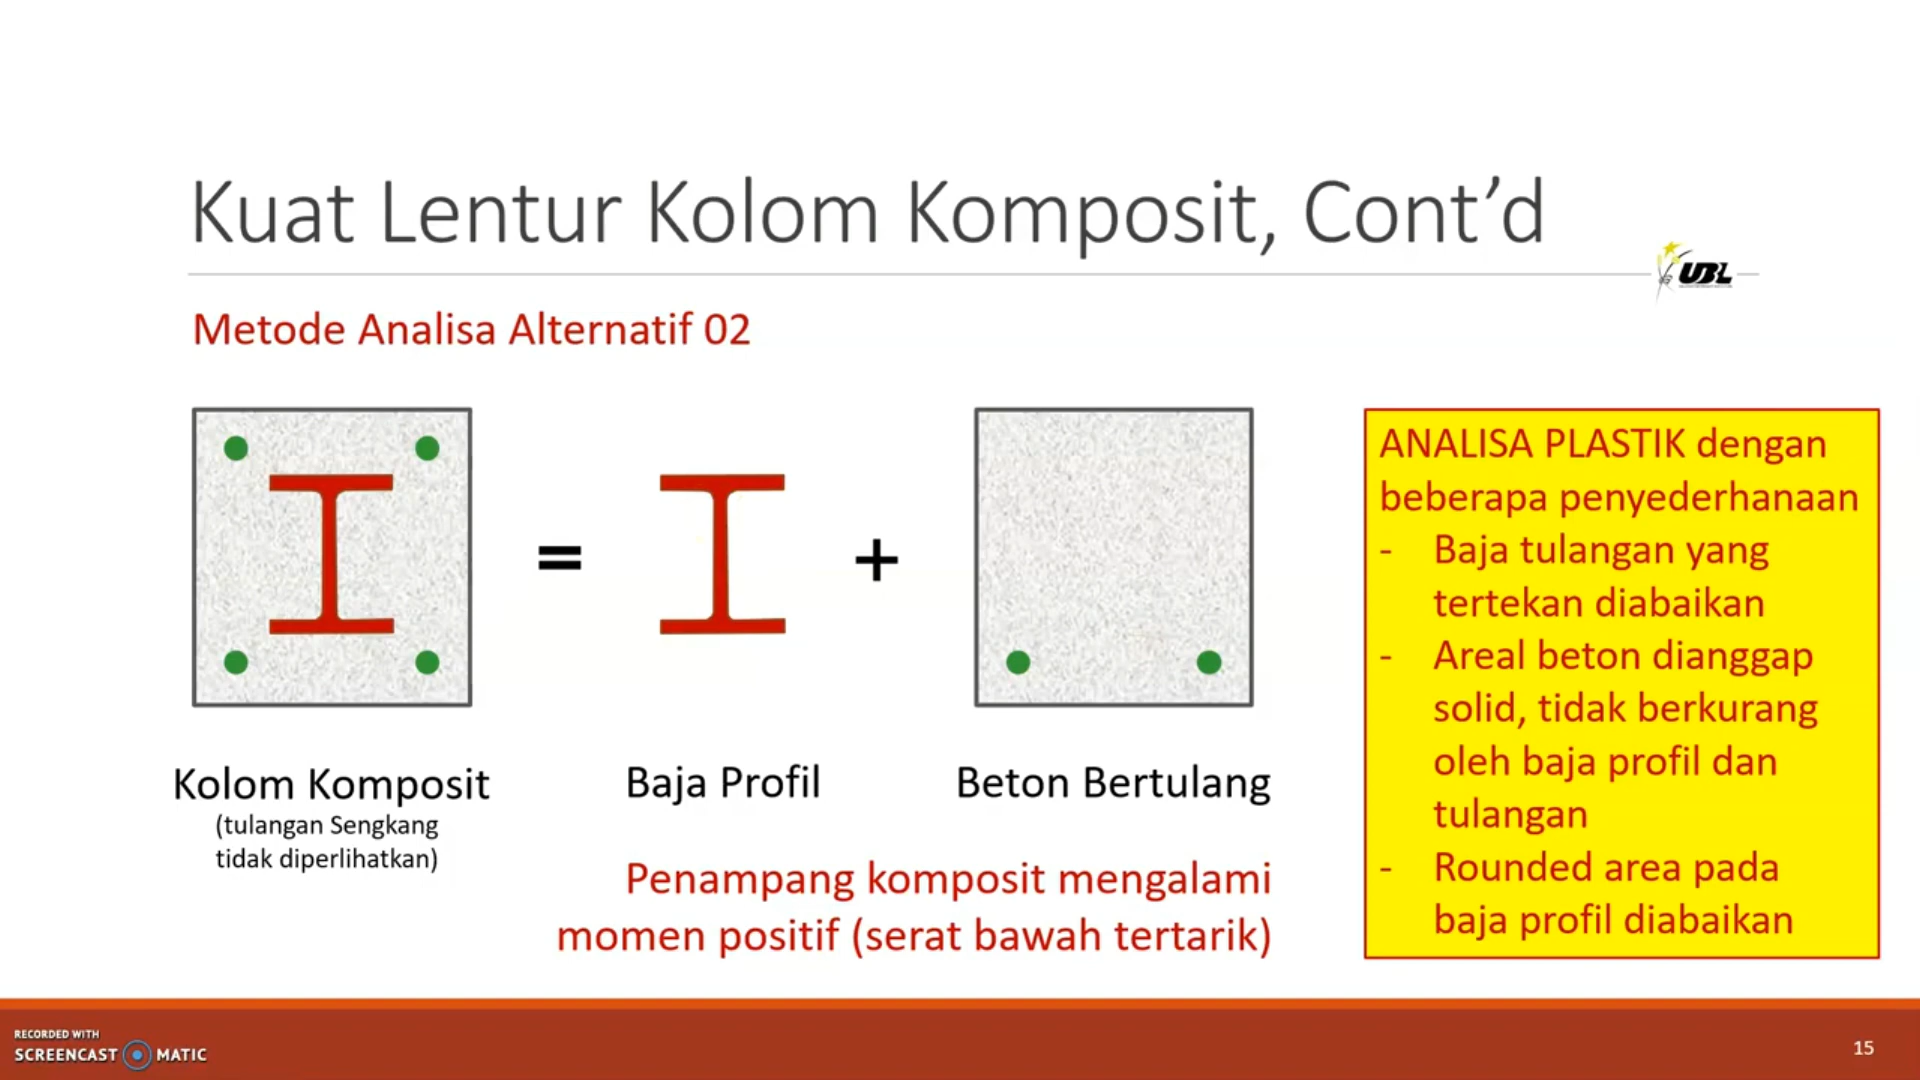 Kuat Lentur Kolom Komposit, Cont’d
UBL
Metode Analisa Alternatif 02
=
+
Kolom Komposit
(tulangan Sengkang
tidak diperlihatkan)
Baja Profil
Beton Bertulang
Penampang komposit mengalami
momen positif (serat bawah tertarik)
ANALISA PLASTIK dengan
beberapa penyederhanaan
- Baja tulangan yang
tertekan diabaikan
- Areal beton dianggap
solid, tidak berkurang
oleh baja profil dan
tulangan
- Rounded area pada
baja profil diabaikan
RECORDED WITH
SCREENCAST MATIC
15